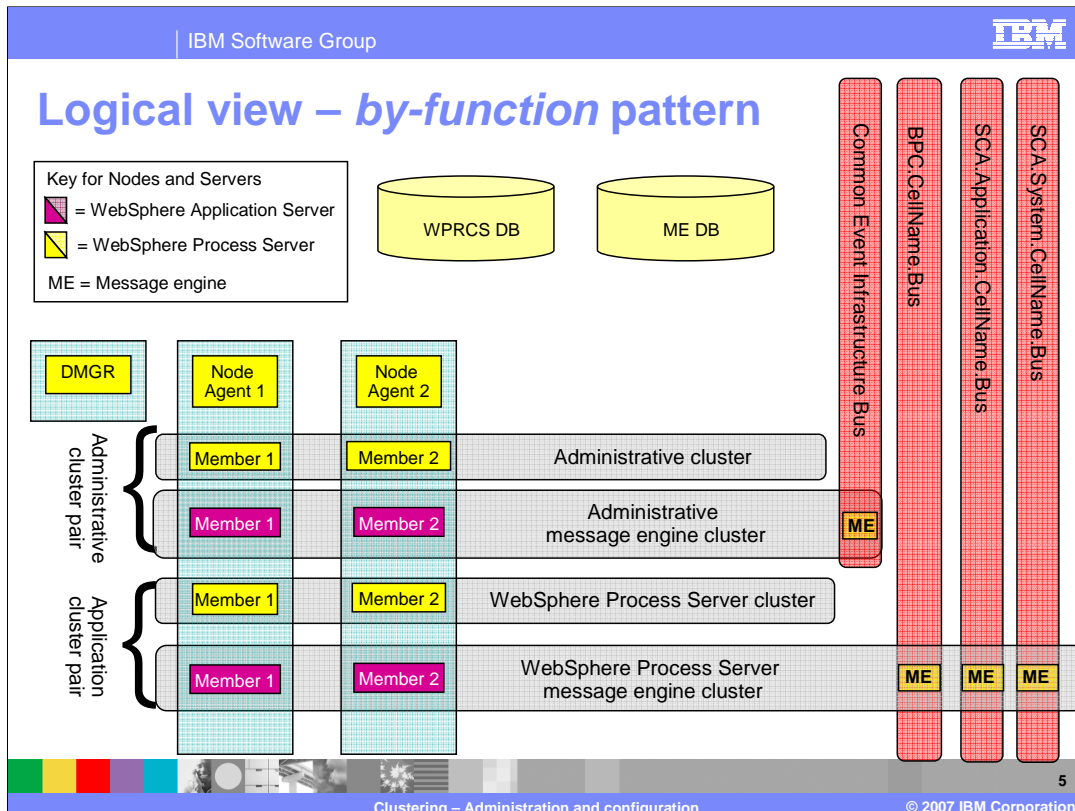 IBM Software Group
IBM
Logical view – by-function pattern
Key for Nodes and Servers
= WebSphere Application Server
= WebSphere Process Server
ME = Message engine
WPRCS DB
ME DB
Common Event Infrastructure Bus
BPC.CellName.Bus
SCA.Application.CellName.Bus
SCA.System.CellName.Bus
DMGR
Node
Agent 1
Node
Agent 2
Administrative
cluster pair
Member 1
Member 2
Administrative cluster
Member 1
Member 2
Administrative
message engine cluster
ME
Application
cluster pair
Member 1
Member 2
WebSphere Process Server cluster
Member 1
Member 2
WebSphere Process Server
message engine cluster
ME
ME
ME
5
Clustering – Administration and configuration
© 2007 IBM Corporation